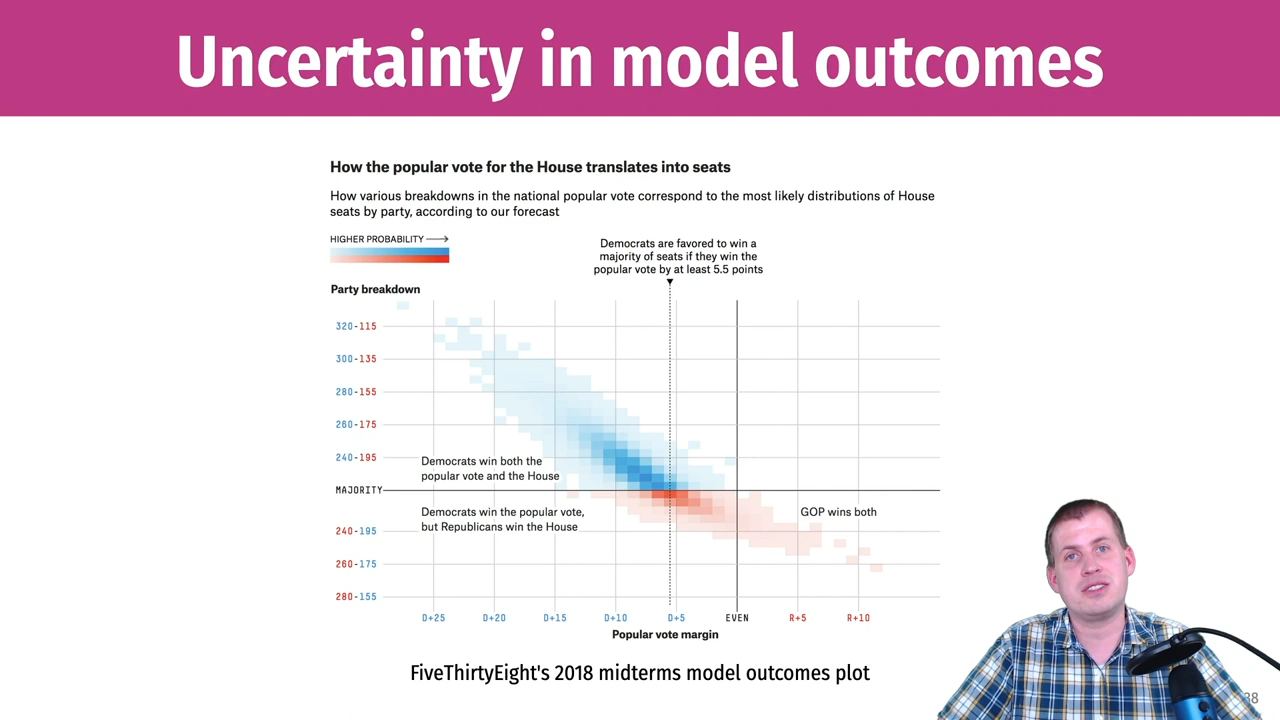 Uncertainty in model outcomes
How the popular vote for the House translates into seats
How various breakdowns in the national popular vote correspond to the most likely distributions of House
seats by party, according to our forecast
HIGHER PROBABILITY
Democrats are favored to win a
majority of seats if they win the
popular vote by at least 5.5 points
Party breakdown
320-115
300-135
280-155
260-175
240-195
Democrats win both the
popular vote and the House
MAJORITY
Democrats win the popular vote,
but Republicans win the House
GOP wins both
240-195
260-175
280-155
D+25 D+20 D+15 D+10 D+5 EVEN R+5 R+10
Popular vote margin
FiveThirtyEight's 2018 midterms model outcomes plot
38